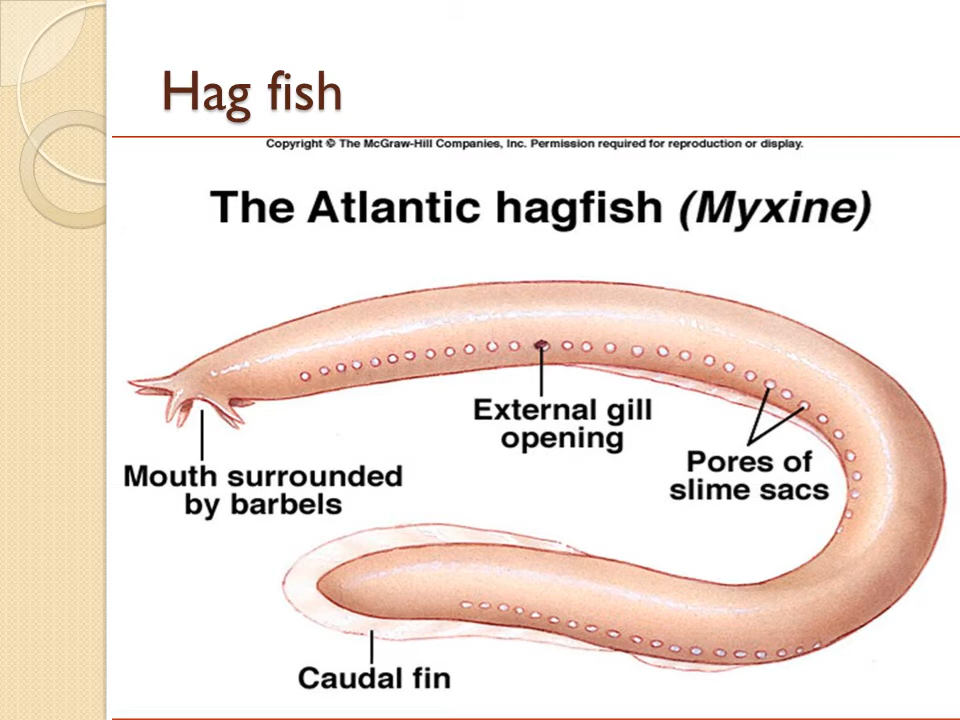 Hag fish
Copyright © The McGraw-Hill Companies, Inc. Permission required for reproduction or display.
The Atlantic hagfish (Myxine)
External gill
opening
Pores of
slime sacs
Mouth surrounded
by barbels
Caudal fin